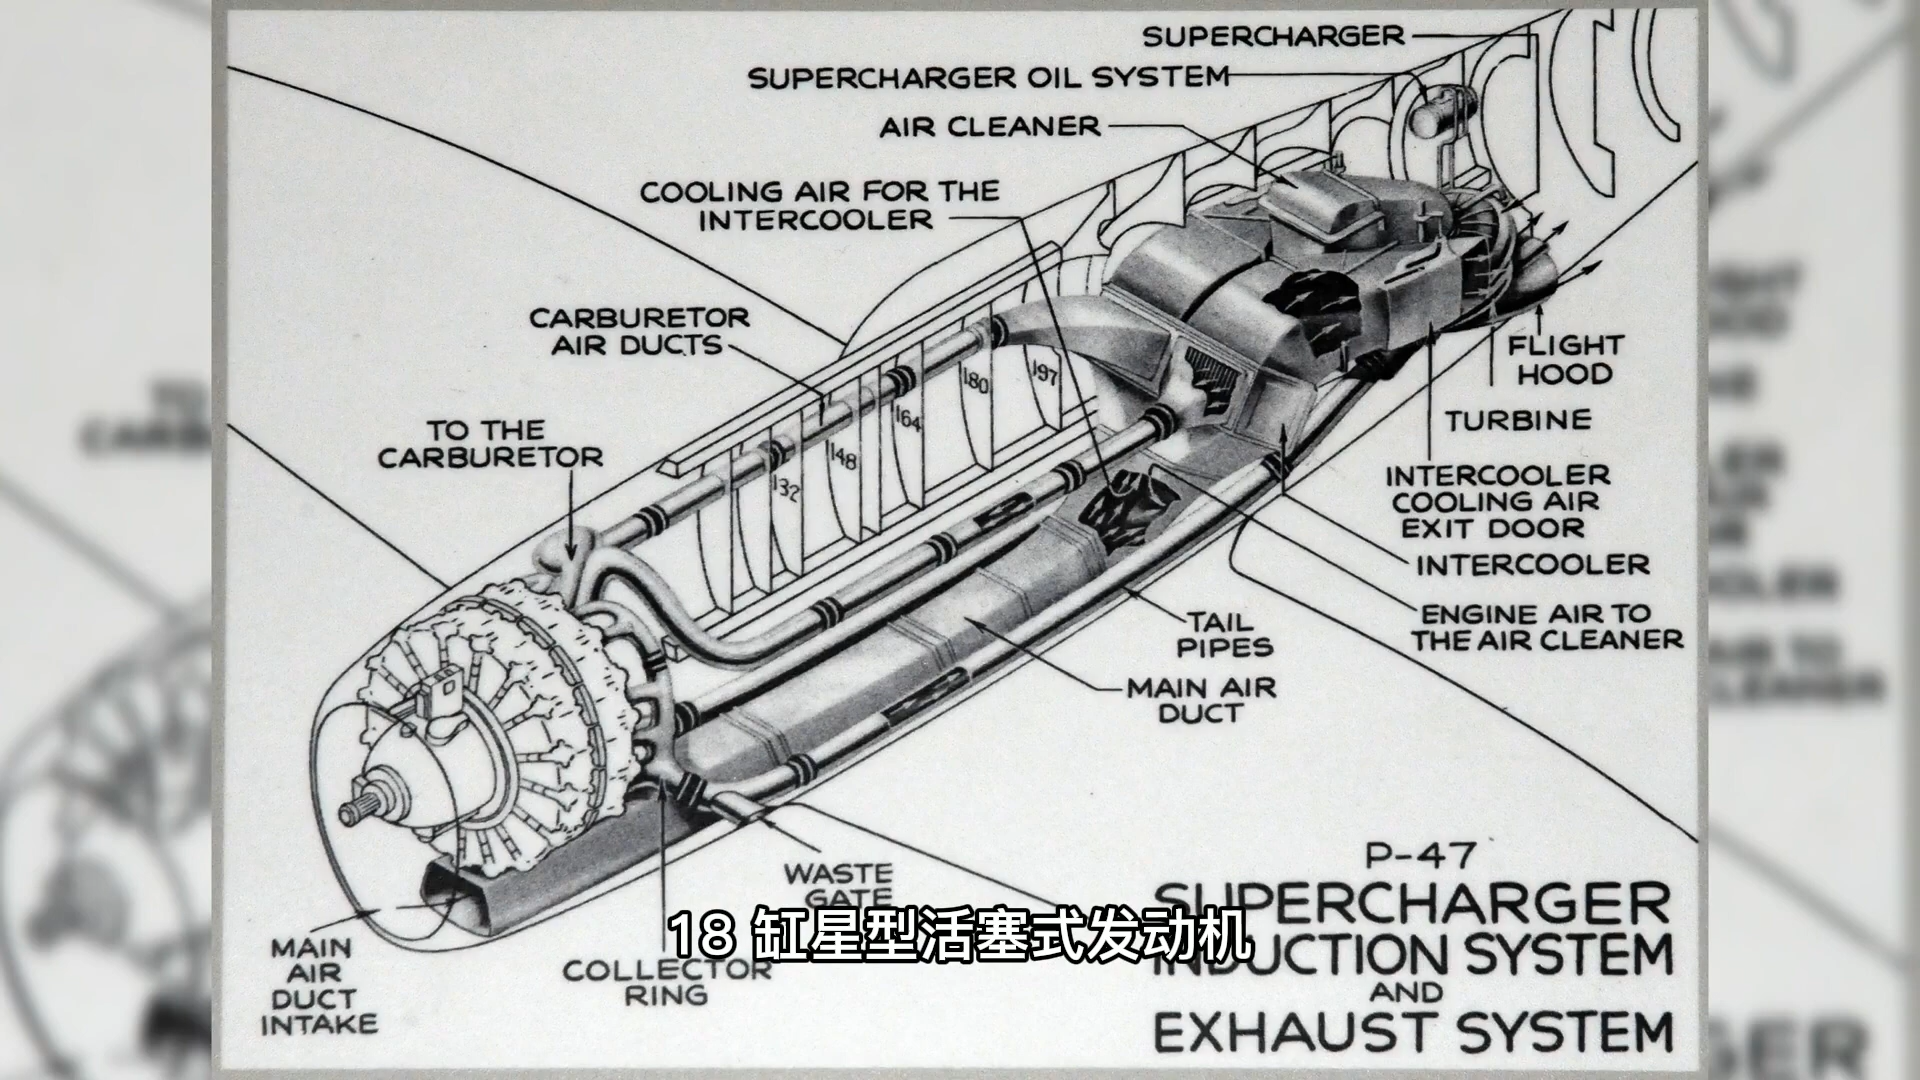 SUPERCHARGER
SUPERCHARGER OIL SYSTEM
AIR CLEANER
COOLING AIR FOR THE
INTERCOOLER
CARBURETOR
AIR DUCTS
TO THE
CARBURETOR
197
180
164
148
132
FLIGHT
HOOD
TURBINE
INTERCOOLER
COOLING AIR
EXIT DOOR
INTERCOOLER
ENGINE AIR TO
THE AIR CLEANER
TAIL
PIPES
MAIN AIR
DUCT
WASTE
GATE
COLLECTOR
RING
MAIN
AIR
DUCT
INTAKE
P-47
SUPERCHARGER
INDUCTION SYSTEM
AND
EXHAUST SYSTEM
18 缸星型活塞式发动机